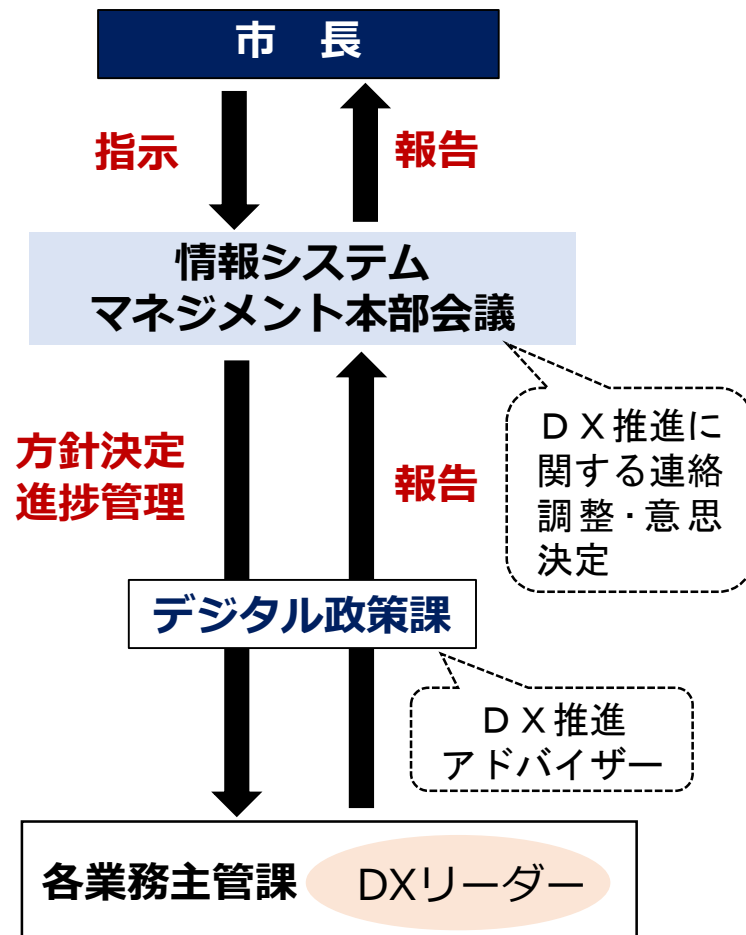 市　長
指示
報告
情報システム
マネジメント本部会議
ＤＸ推進に
関する連絡
調整・意思
決定
方針決定
進捗管理
報告
デジタル政策課
ＤＸ推進
アドバイザー
各業務主管課
DXリーダー